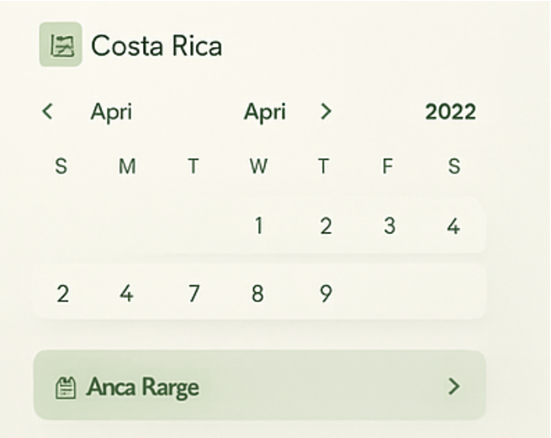 Costa Rica
< Apri Apri > 2022
S M T W T F S
1 2 3 4
2 4 7 8 9
Anca Rarge >